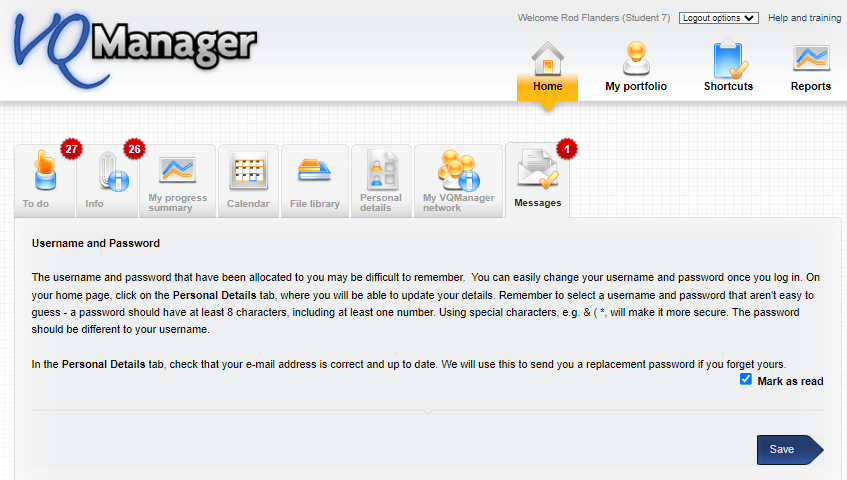 VQManager
Welcome Rod Flanders (Student 7)
Logout options
Help and training
Home
My portfolio
Shortcuts
Reports
27
26
1
To do
Info
My progress
summary
Calendar
File library
Personal
details
My VQManager
network
Messages
Username and Password
The username and password that have been allocated to you may be difficult to remember. You can easily change your username and password once you log in. On
your home page, click on the Personal Details tab, where you will be able to update your details. Remember to select a username and password that aren't easy to
guess - a password should have at least 8 characters, including at least one number. Using special characters, e.g. & ( *, will make it more secure. The password
should be different to your username.
In the Personal Details tab, check that your e-mail address is correct and up to date. We will use this to send you a replacement password if you forget yours.
Mark as read
Save